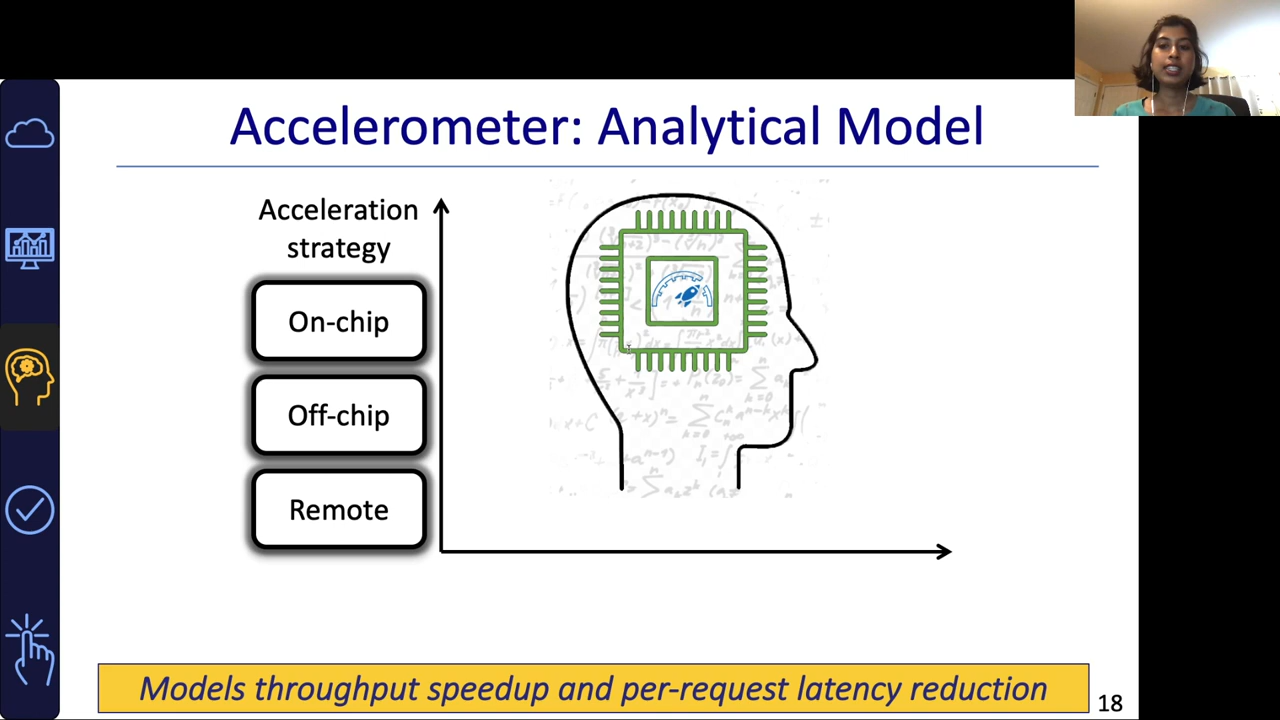 Accelerometer: Analytical Model
Acceleration
strategy
On-chip
Off-chip
Remote
Models throughput speedup and per-request latency reduction
18